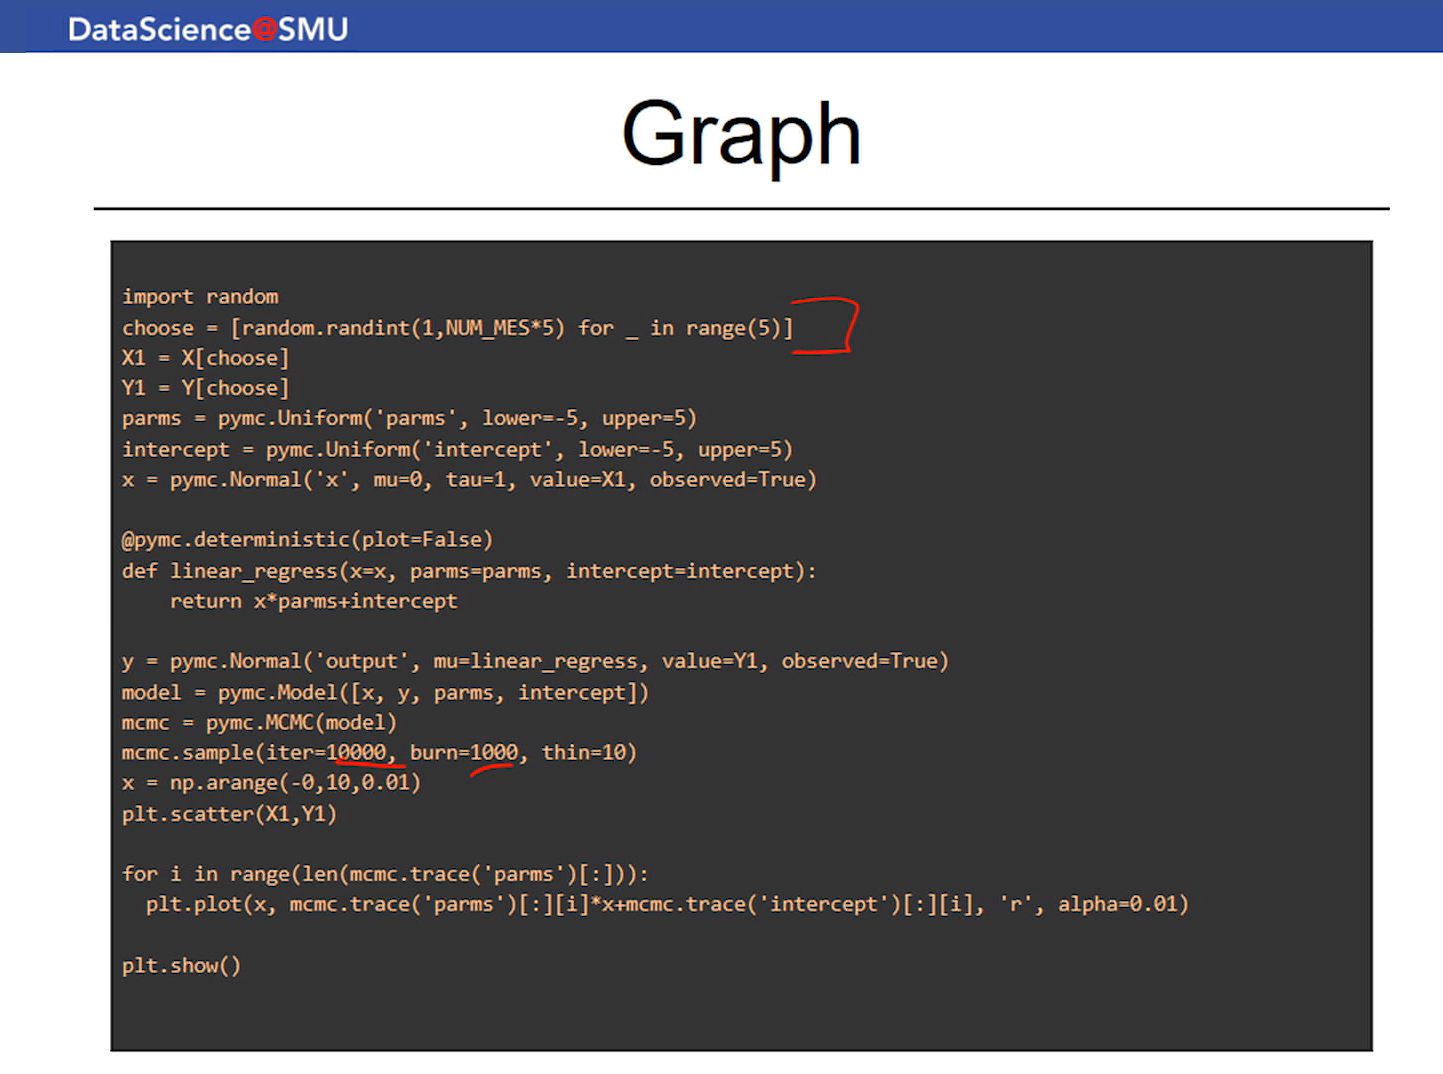 DataScience@SMU
Graph
import random
choose = [random.randint(1,NUM_MES*5) for _ in range(5)]
X1 = X[choose]
Y1 = Y[choose]
parms = pymc.Uniform('parms', lower=-5, upper=5)
intercept = pymc.Uniform('intercept', lower=-5, upper=5)
x = pymc.Normal('x', mu=0, tau=1, value=X1, observed=True)
@pymc.deterministic(plot=False)
def linear_regress(x=x, parms=parms, intercept=intercept):
    return x*parms+intercept
y = pymc.Normal('output', mu=linear_regress, value=Y1, observed=True)
model = pymc.Model([x, y, parms, intercept])
mcmc = pymc.MCMC(model)
mcmc.sample(iter=10000, burn=1000, thin=10)
x = np.arange(-0,10,0.01)
plt.scatter(X1,Y1)
for i in range(len(mcmc.trace('parms')[:])):
  plt.plot(x, mcmc.trace('parms')[:][i]*x+mcmc.trace('intercept')[:][i], 'r', alpha=0.01)
plt.show()